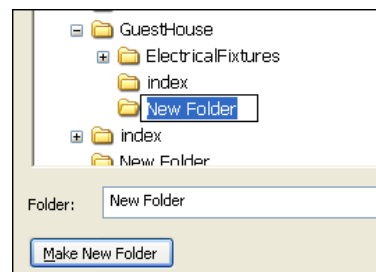 GuestHouse
ElectricalFixtures
index
New Folder
index
New Folder
Folder: New Folder
Make New Folder